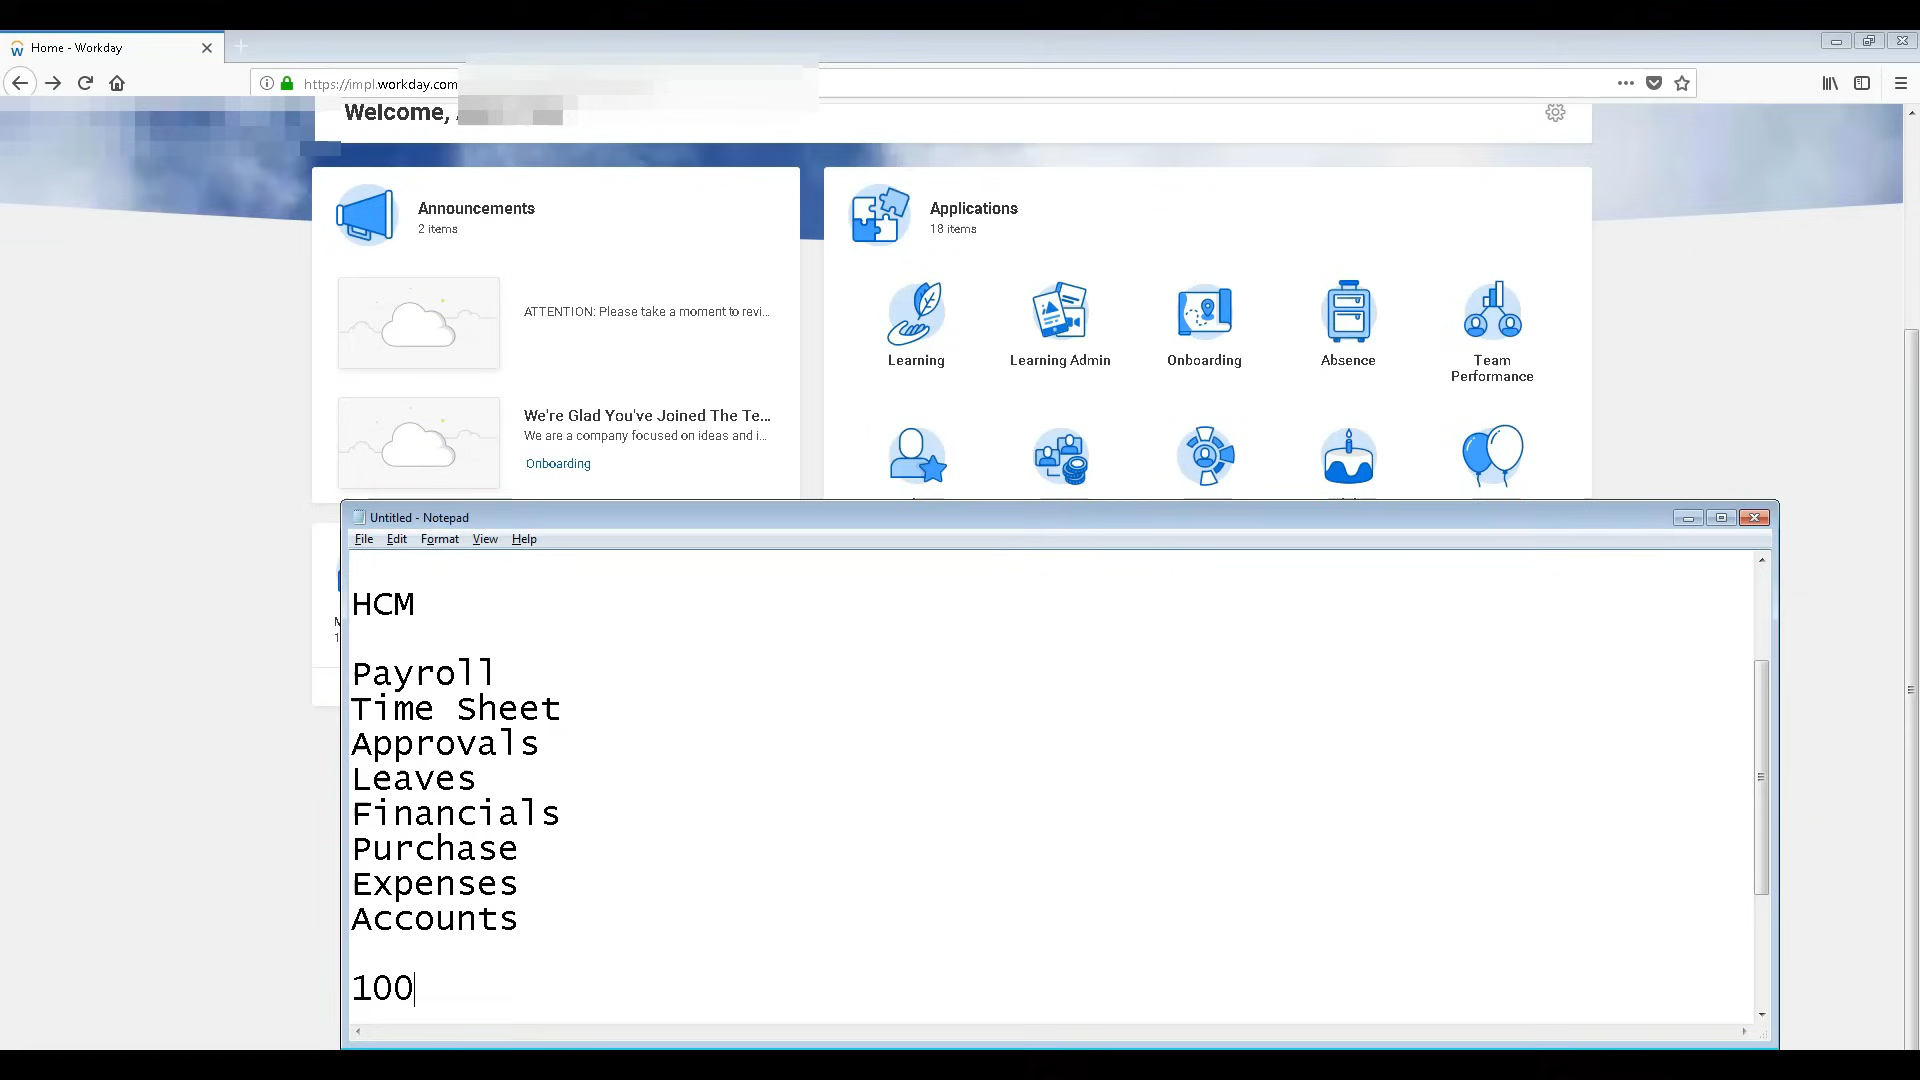 Home - Workday
https://impl.workday.com
Welcome,
Announcements
2 items
ATTENTION: Please take a moment to revi...
We're Glad You've Joined The Te...
We are a company focused on ideas and i...
Onboarding
Applications
18 items
Learning
Learning Admin
Onboarding
Absence
Team
Performance
Untitled - Notepad
File Edit Format View Help
HCM
Payroll
Time Sheet
Approvals
Leaves
Financials
Purchase
Expenses
Accounts
100